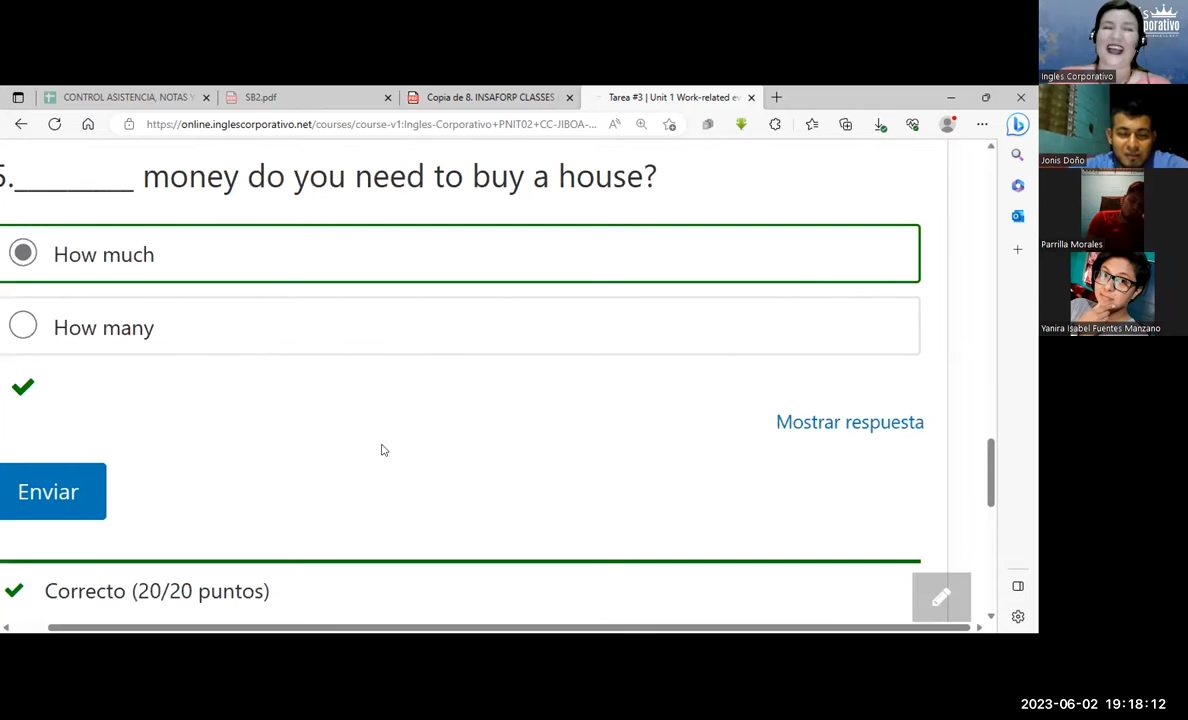 CONTROL ASISTENCIA, NOTAS Y
SB2.pdf
Copia de 8. INSAFORP CLASSES
Tarea #3 | Unit 1 Work-related ev
https://online.inglescorporativo.net/courses/course-v1:Ingles-Corporativo+PNIT02+CC-JIBOA-...
5.________ money do you need to buy a house?
How much
How many
Mostrar respuesta
Enviar
Correcto (20/20 puntos)
porativo
Ingles Corporativo
Jonis Doño
Parrilla Morales
Yanira Isabel Fuentes Manzano
2023-06-02 19:18:12